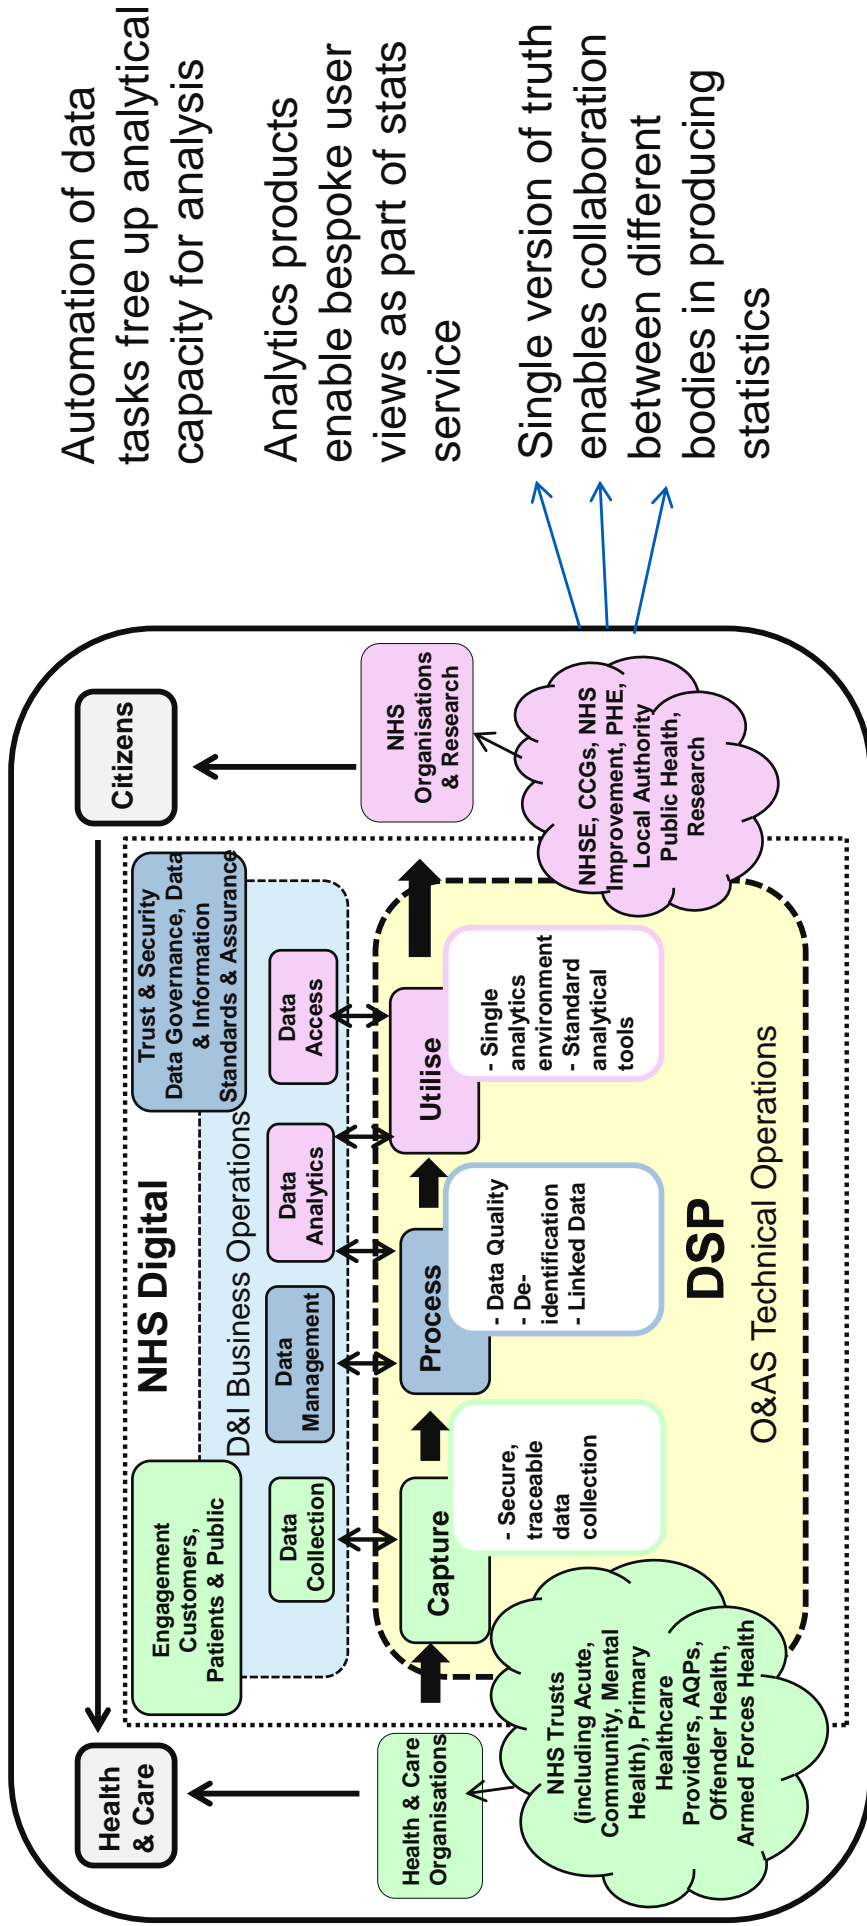 Health
& Care
Citizens
NHS Digital
Engagement
Customers,
Patients & Public
Trust & Security
Data Governance, Data
& Information
Standards & Assurance
D&I Business Operations
Data
Collection
Data
Management
Data
Analytics
Data
Access
Health & Care
Organisations
Capture
Process
Utilise
NHS
Organisations
& Research
- Secure,
traceable
data
collection
- Data Quality
- De-
identification
- Linked Data
- Single
analytics
environment
- Standard
analytical
tools
NHS Trusts
(including Acute,
Community, Mental
Health), Primary
Healthcare
Providers, AQPs,
Offender Health,
Armed Forces Health
NHSE, CCGs, NHS
Improvement, PHE,
Local Authority
Public Health,
Research
DSP
O&AS Technical Operations
Automation of data
tasks free up analytical
capacity for analysis
Analytics products
enable bespoke user
views as part of stats
service
Single version of truth
enables collaboration
between different
bodies in producing
statistics